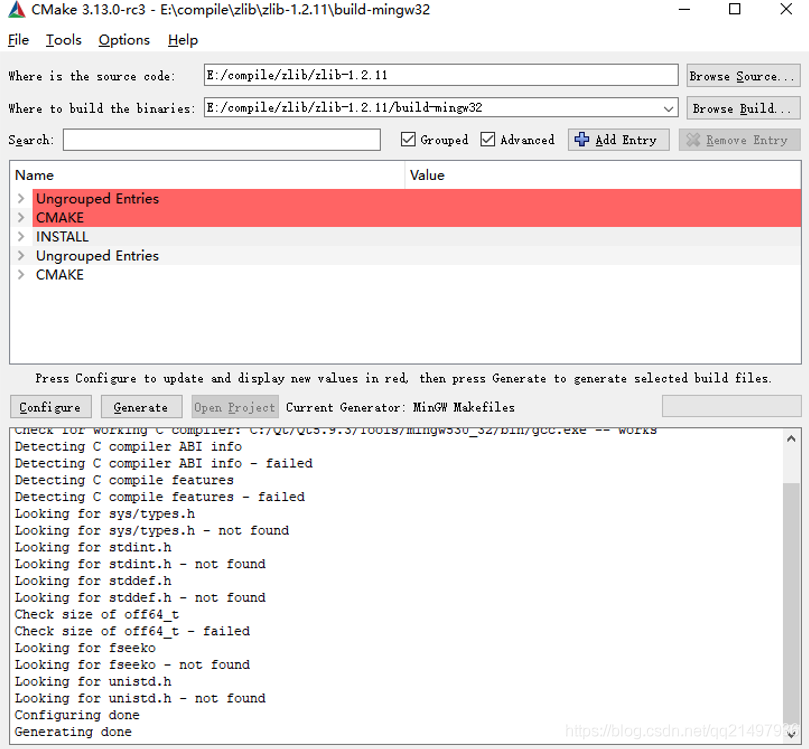 CMake 3.13.0-rc3 - E:\compile\zlib\zlib-1.2.11\build-mingw32
File Tools Options Help
Where is the source code: E:/compile/zlib/zlib-1.2.11 Browse Source...
Where to build the binaries: E:/compile/zlib/zlib-1.2.11/build-mingw32 Browse Build...
Search: Grouped Advanced Add Entry Remove Entry
Name Value
Ungrouped Entries
CMAKE
INSTALL
Ungrouped Entries
CMAKE
Press Configure to update and display new values in red, then press Generate to generate selected build files.
Configure Generate Open Project Current Generator: MinGW Makefiles
Check for working C compiler: C:/Qt/Qt5.9.3/Tools/mingw530_32/bin/gcc.exe -- works
Detecting C compiler ABI info
Detecting C compiler ABI info - failed
Detecting C compile features
Detecting C compile features - failed
Looking for sys/types.h
Looking for sys/types.h - not found
Looking for stdint.h
Looking for stdint.h - not found
Looking for stddef.h
Looking for stddef.h - not found
Check size of off64_t
Check size of off64_t - failed
Looking for fseeko
Looking for fseeko - not found
Looking for unistd.h
Looking for unistd.h - not found
Configuring done
Generating done